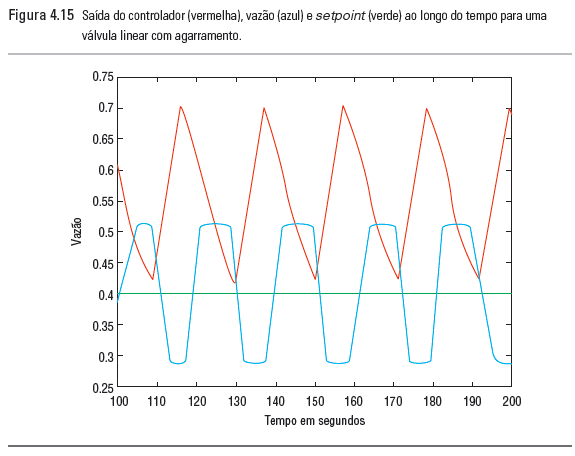 Figura 4.15 Saída do controlador (vermelha), vazão (azul) e setpoint (verde) ao longo do tempo para uma
válvula linear com agarramento.
0.75
0.7
0.65
0.6
0.55
0.5
0.45
0.4
0.35
0.3
0.25
Vazão
100 110 120 130 140 150 160 170 180 190 200
Tempo em segundos